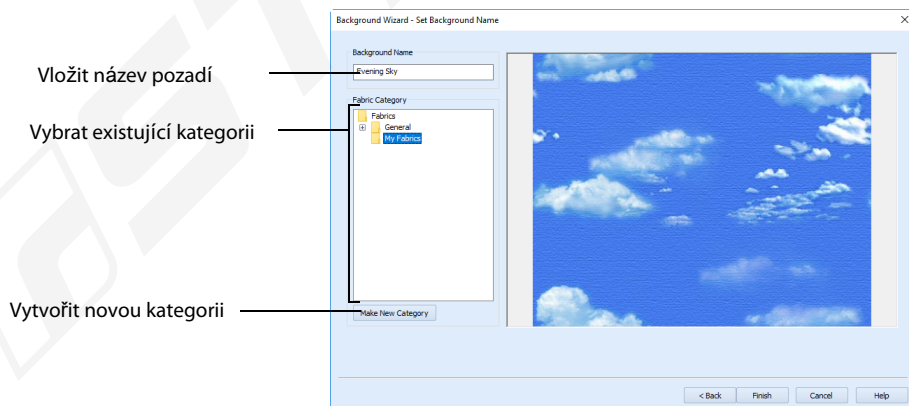 Background Wizard - Set Background Name
Background Name
Vložit název pozadí
Evening Sky
Fabric Category
Fabrics
General
My Fabrics
Vybrat existující kategorii
Vytvořit novou kategorii
Make New Category
< Back
Finish
Cancel
Help